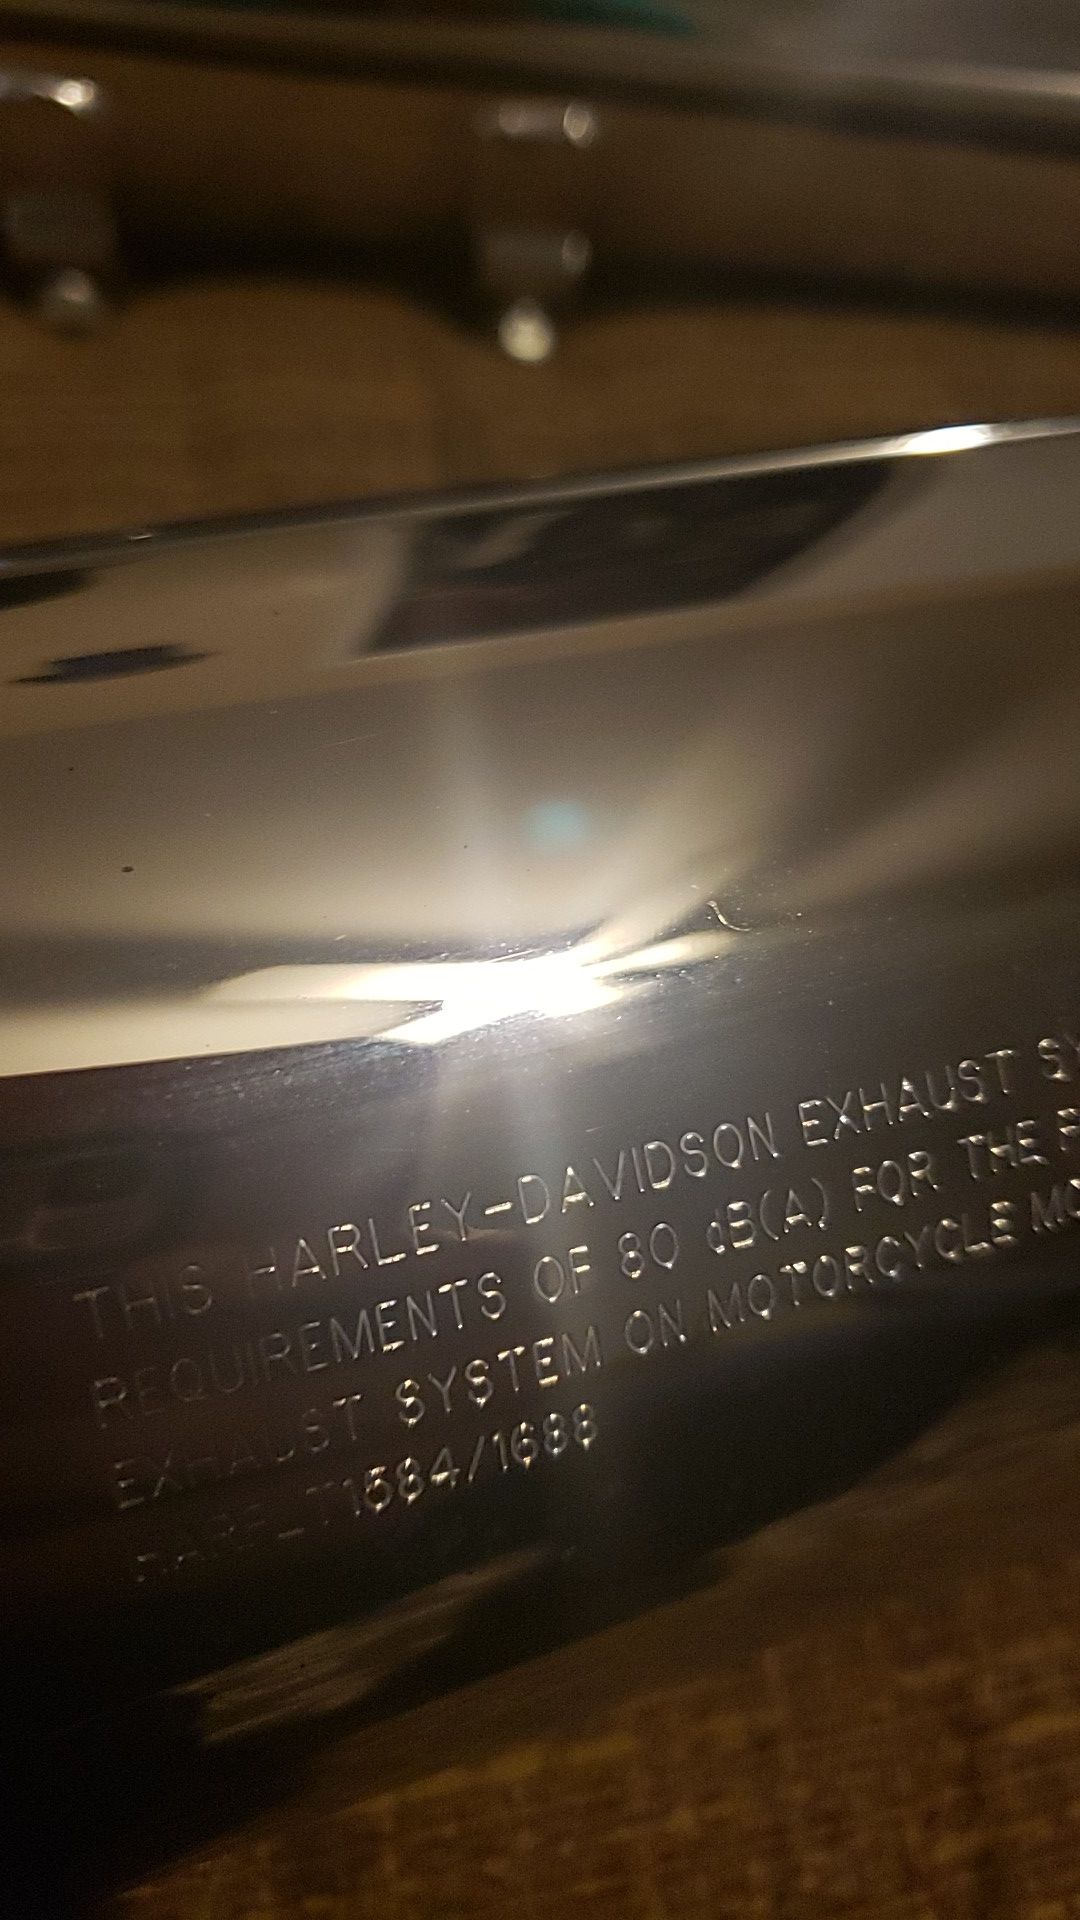 THIS HARLEY-DAVIDSON EXHAUST
REQUIREMENTS OF 80 dB(A) FOR THE
EXHAUST SYSTEM ON MOTORCYCLE
1584/1688